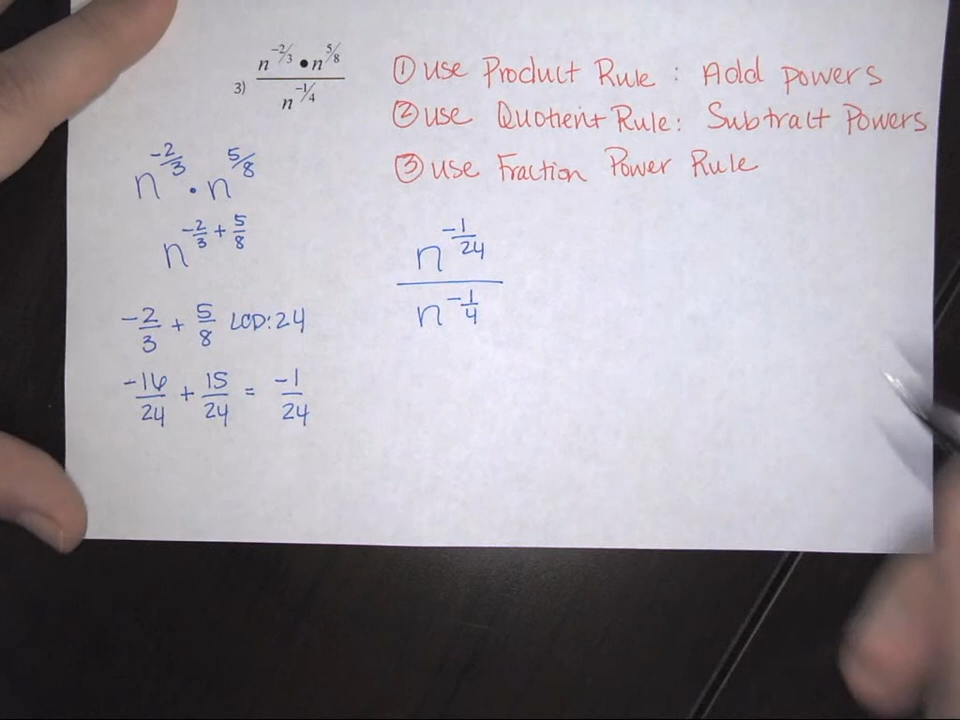 3) n^-2/3 • n^5/8
n^-1/4
① use Product Rule : Add powers
② use Quotient Rule: Subtract Powers
③ use Fraction Power Rule
n^-2/3 · n^5/8
n^-2/3 + 5/8
-2/3 + 5/8 LCD: 24
-16/24 + 15/24 = -1/24
n^-1/24
n^-1/4